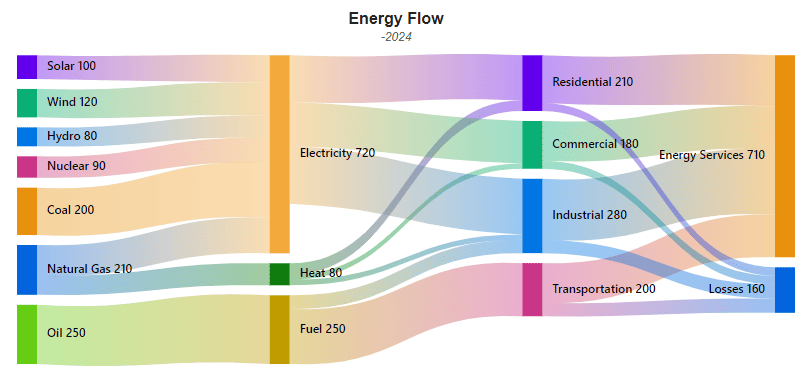 Energy Flow
-2024
Solar 100
Wind 120
Hydro 80
Nuclear 90
Coal 200
Natural Gas 210
Oil 250
Electricity 720
Heat 80
Fuel 250
Residential 210
Commercial 180
Industrial 280
Transportation 200
Energy Services 710
Losses 160